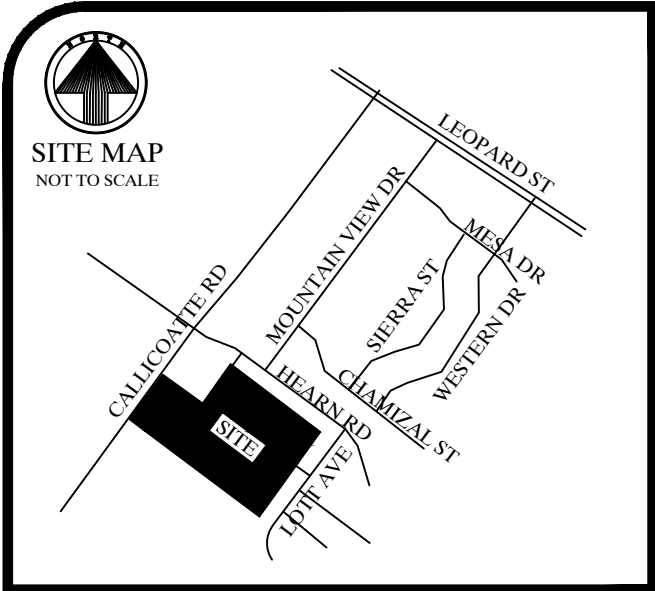 NORTH
SITE MAP
NOT TO SCALE
LEOPARD ST
MOUNTAIN VIEW DR
MESA DR
SIERRA ST
WESTERN DR
CALLICOATTE RD
HEARN RD
CHAMIZAL ST
SITE
LOTT AVE